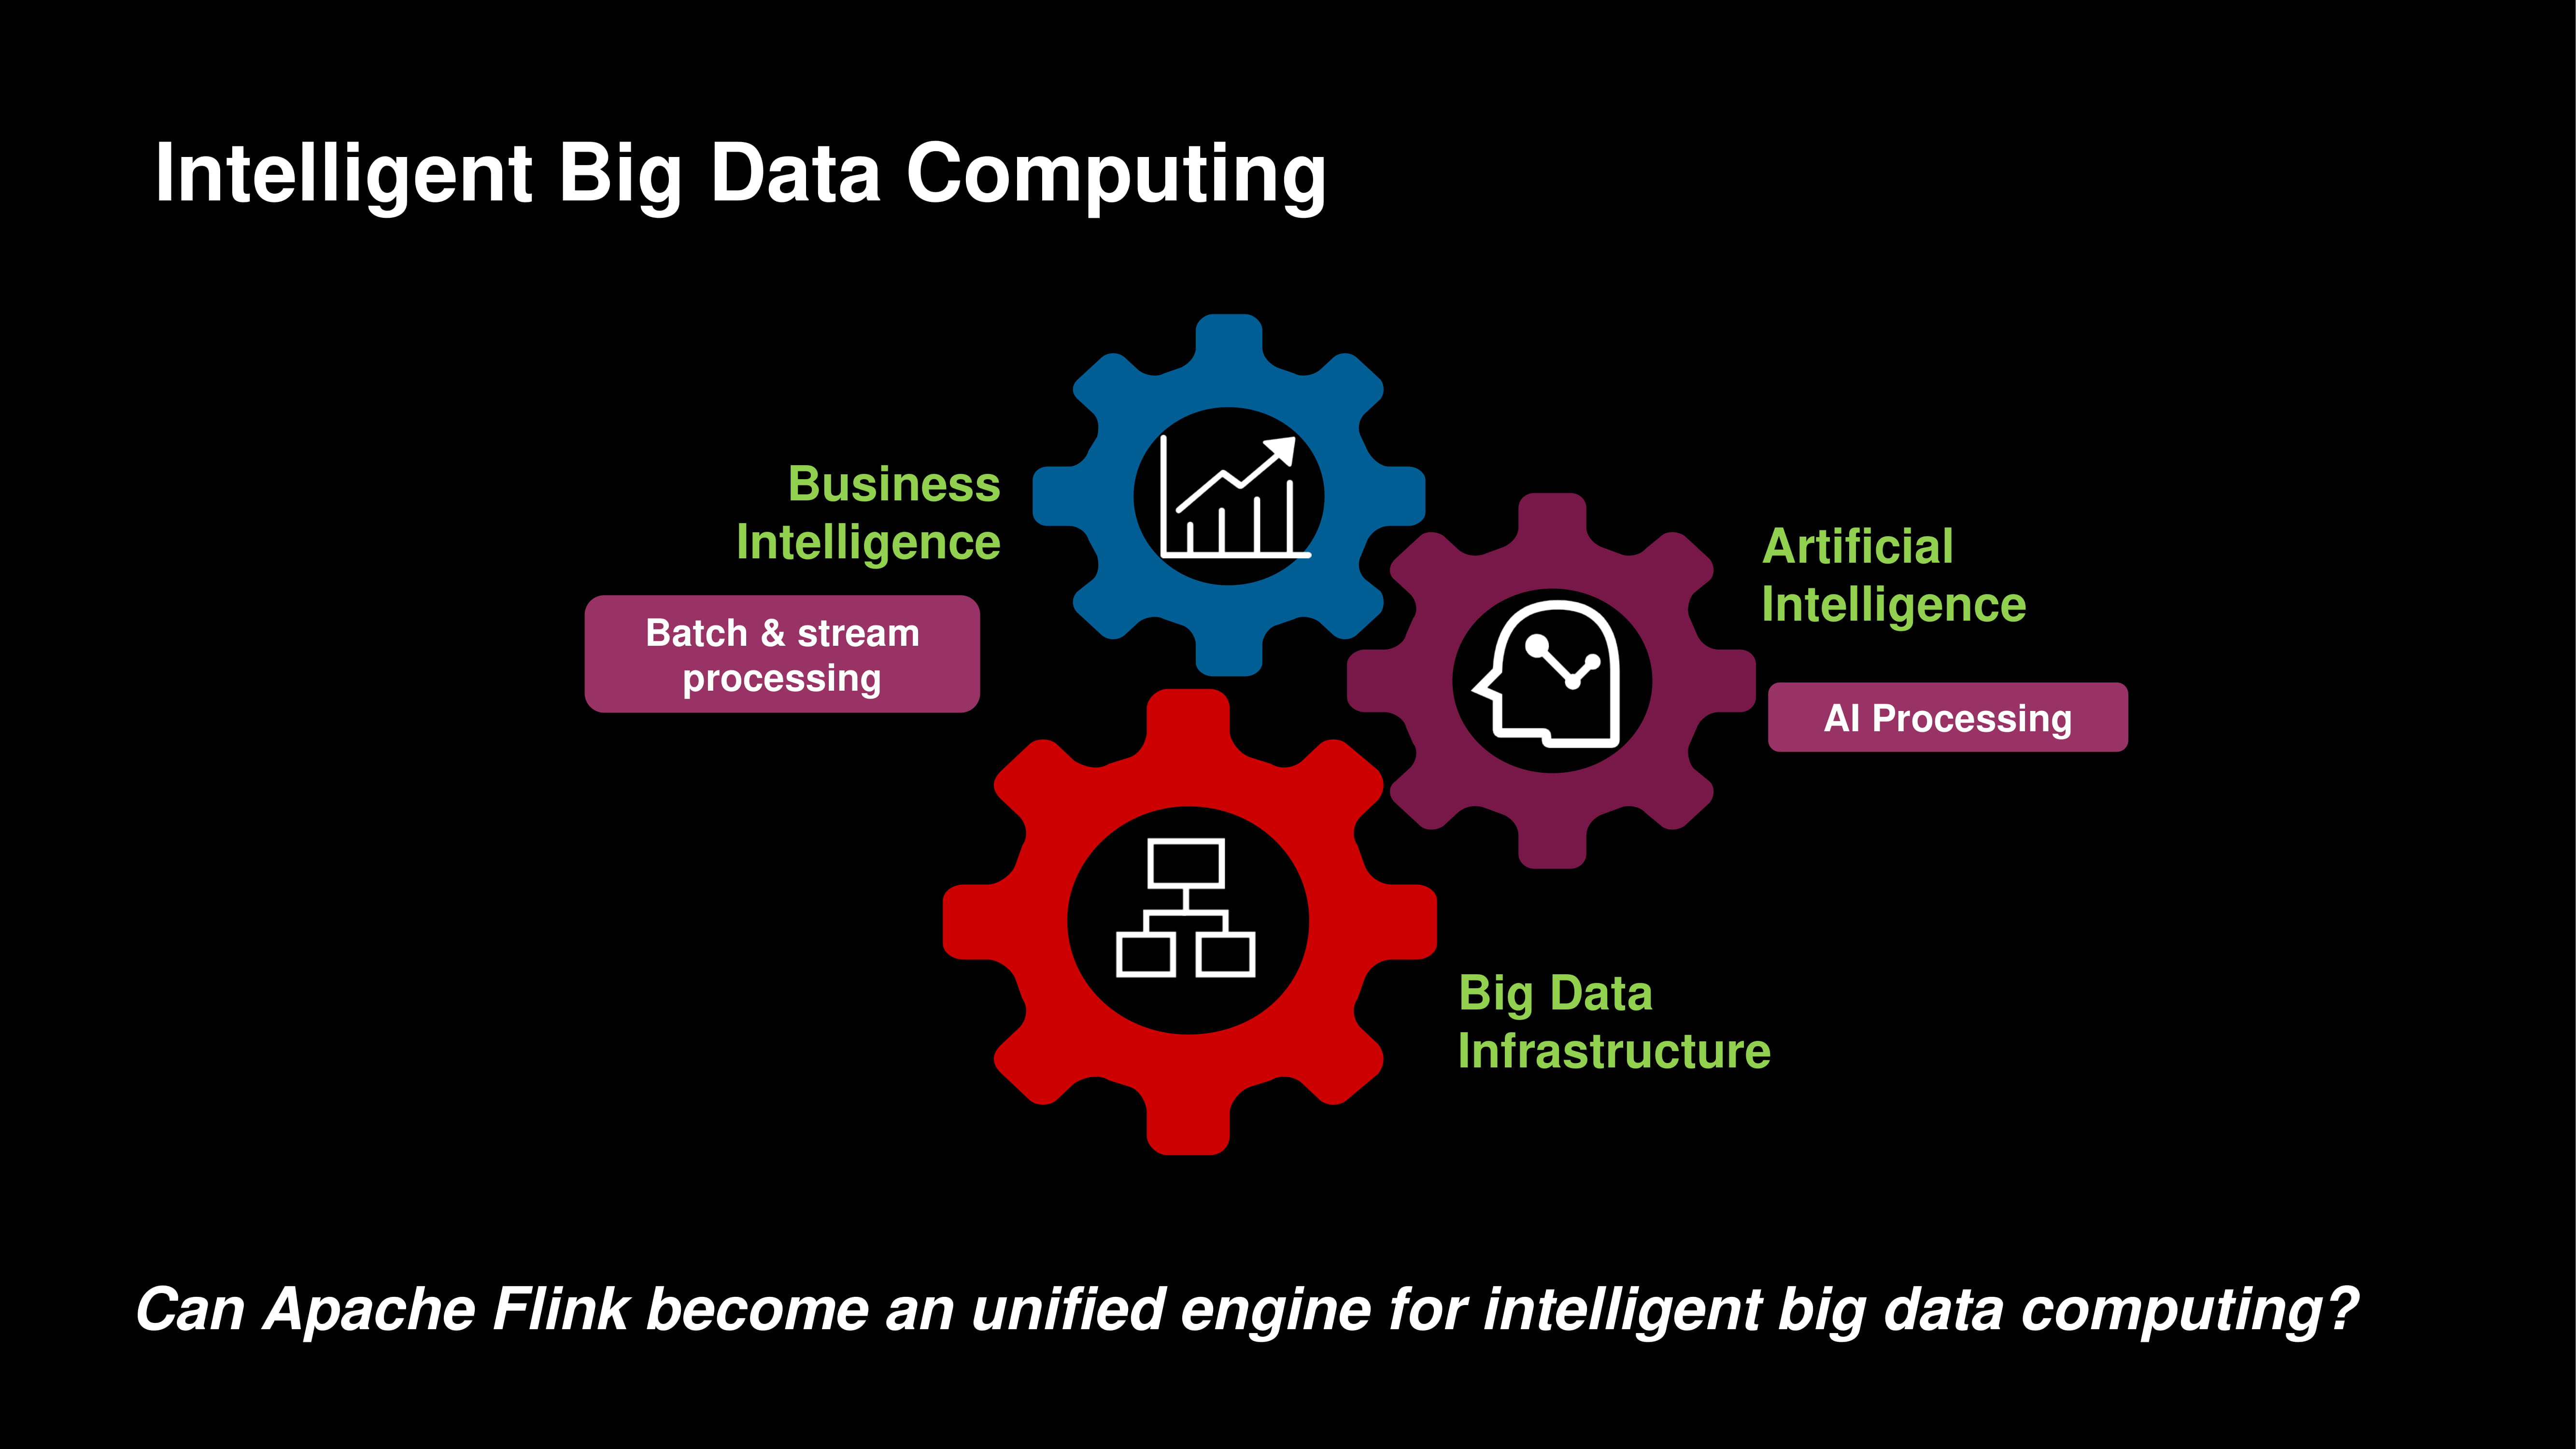 Intelligent Big Data Computing
Business
Intelligence
Batch & stream
processing
Artificial
Intelligence
AI Processing
Big Data
Infrastructure
Can Apache Flink become an unified engine for intelligent big data computing?